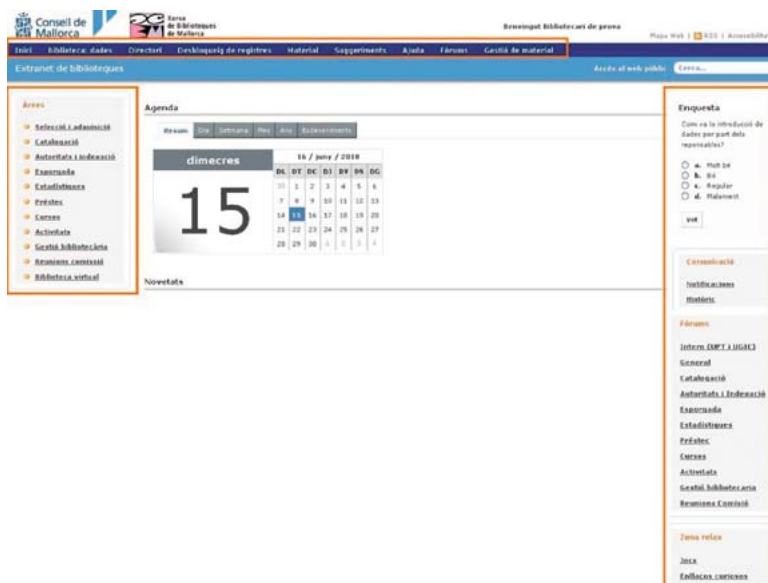 Consell de
Mallorca
Xarxa
de Biblioteques
de Mallorca
Benvingut Bibliotecari de prova
Mapa Web | RSS | Accessibilitat
Inici Biblioteca: dades Directori Desbloqueig de registres Material Suggeriments Ajuda Fòrums Gestió de material
Extranet de biblioteques
Accés al web públic
Cerca...
Àrees
Selecció i adquisició
Catalogació
Autoritats i Indexació
Esporgada
Estadístiques
Préstec
Cursos
Activitats
Gestió bibliotecària
Reunions comissió
Biblioteca virtual
Agenda
Resum Dia Setmana Mes Any Esdeveniments
dimecres
15
16 / juny / 2010
DL DT DC DJ DV DS DG
31 1 2 3 4 5 6
7 8 9 10 11 12 13
14 15 16 17 18 19 20
21 22 23 24 25 26 27
28 29 30 1 2 3 4
Novetats
Enquesta
Com va la introducció de
dades per part dels
reponsables?
a. Molt bé
b. Bé
c. Regular
d. Malament
Vot
Comunicació
Notificacions
Històric
Fòrums
Intern (UPT i UGIC)
General
Catalogació
Autoritats i Indexació
Esporgada
Estadístiques
Préstec
Cursos
Activitats
Gestió bibliotecaria
Reunions Comissió
Zona relax
Jocs
Enllaços curiosos